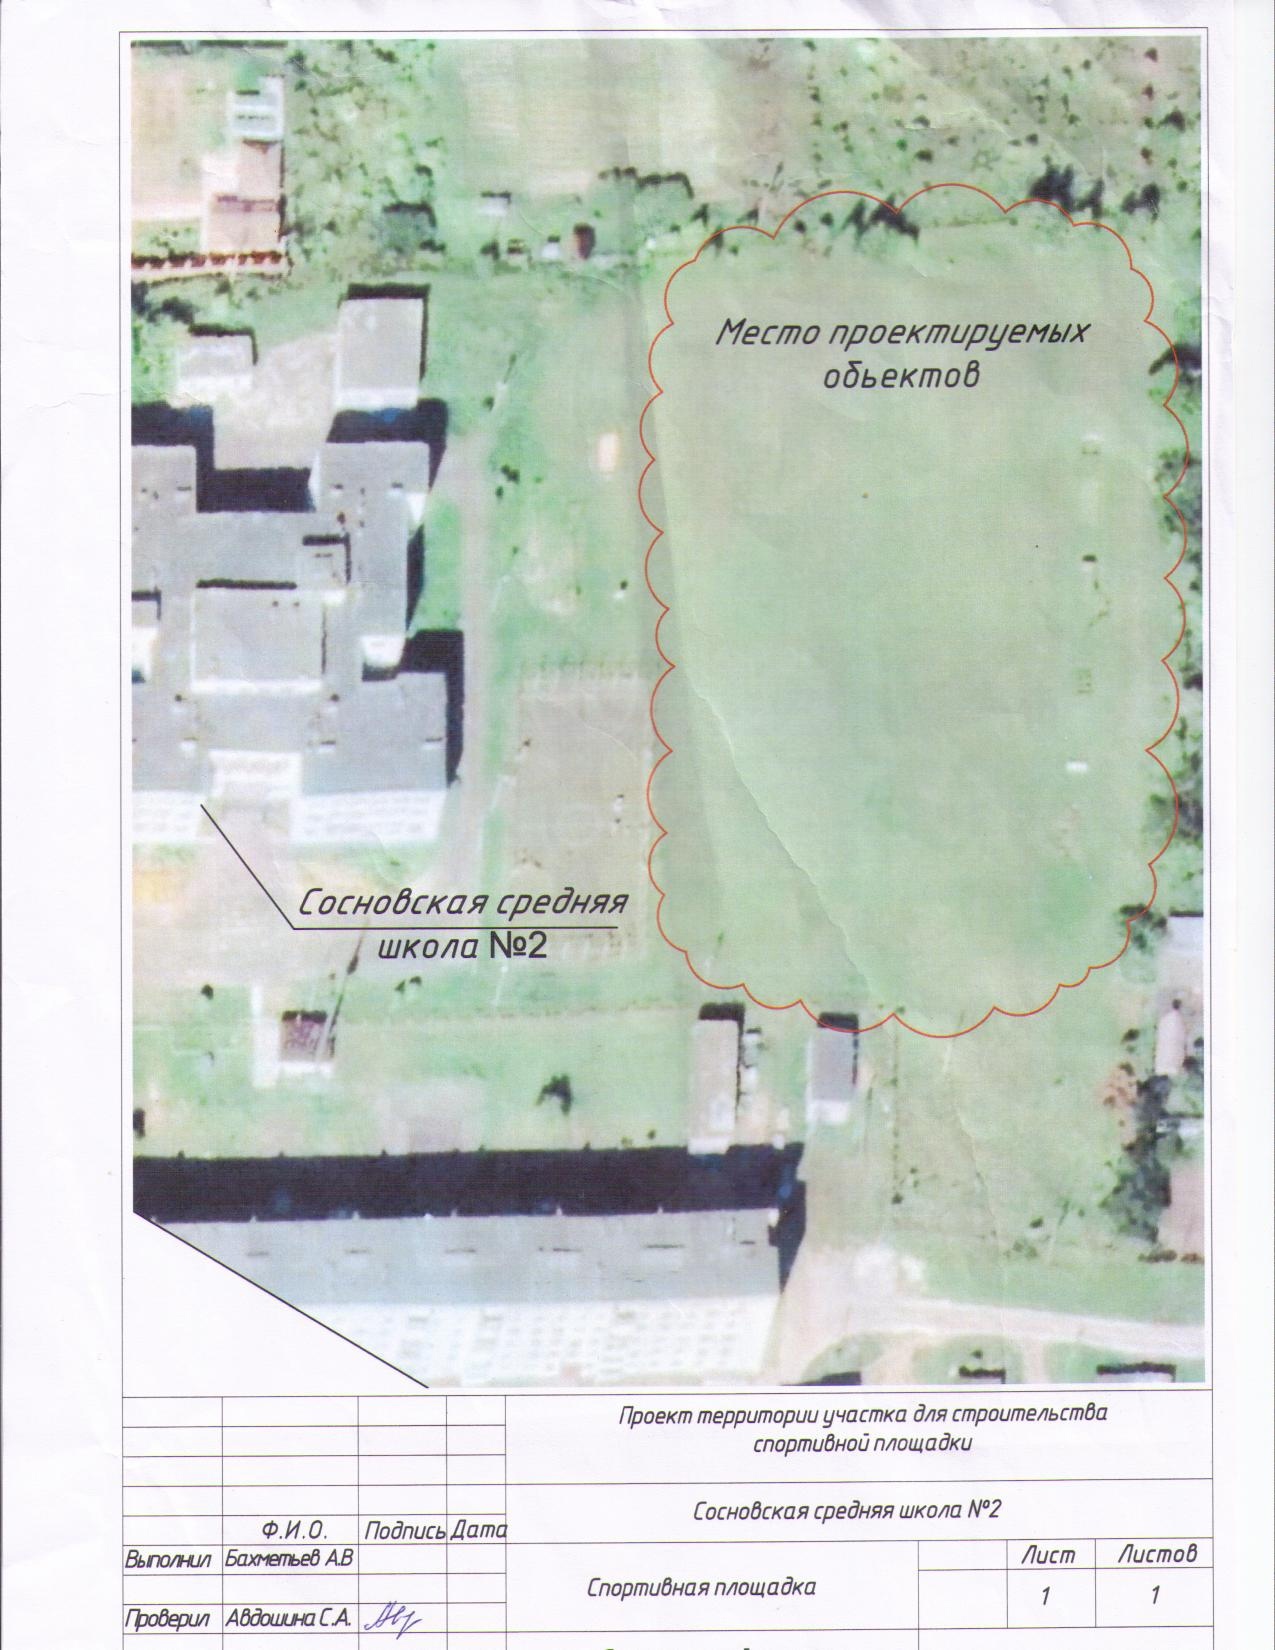 Место проектируемых
обьектов
Сосновская средняя
школа №2
Проект территории участка для строительства
спортивной площадки
Сосновская средняя школа №2
Ф.И.О. Подпись Дата
Выполнил Бахметьев А.В
Лист Листов
Спортивная площадка
1 1
Проверил Авдошина С.А.